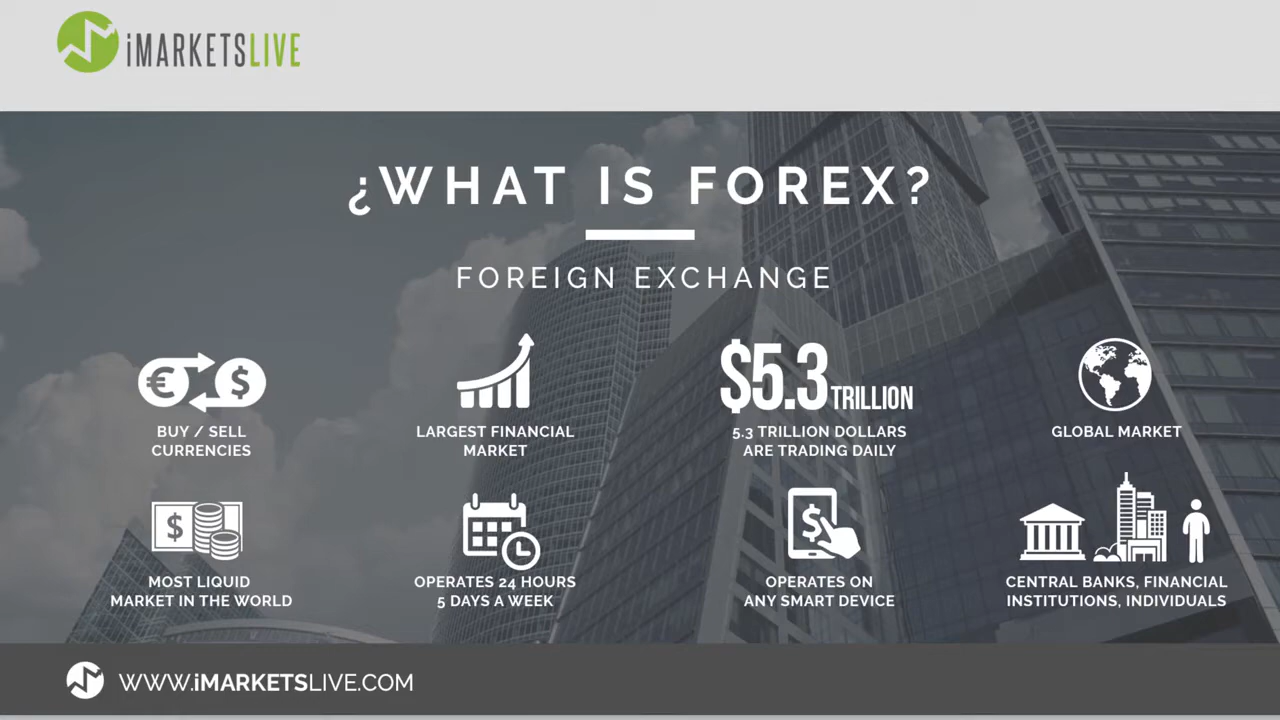 iMARKETSLIVE
¿WHAT IS FOREX?
FOREIGN EXCHANGE
€ $
BUY / SELL
CURRENCIES
LARGEST FINANCIAL
MARKET
$5.3 TRILLION
5.3 TRILLION DOLLARS
ARE TRADING DAILY
GLOBAL MARKET
$
MOST LIQUID
MARKET IN THE WORLD
OPERATES 24 HOURS
5 DAYS A WEEK
$
OPERATES ON
ANY SMART DEVICE
CENTRAL BANKS, FINANCIAL
INSTITUTIONS, INDIVIDUALS
WWW.iMARKETSLIVE.COM